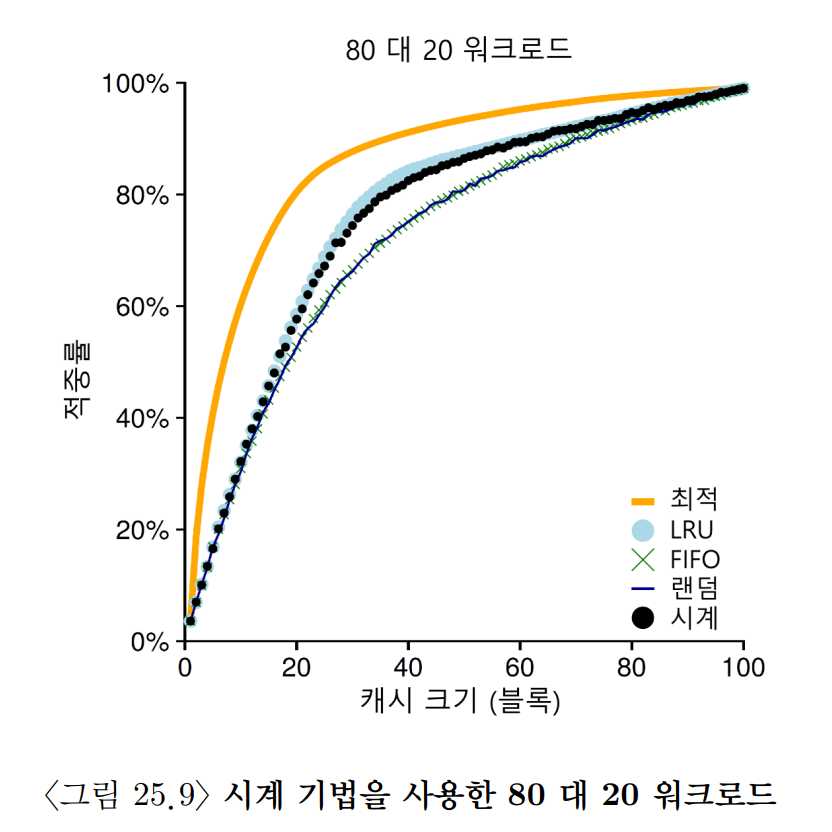 80 대 20 워크로드
100%
80%
60%
40%
20%
0%
적중률
0 20 40 60 80 100
캐시 크기 (블록)
최적
LRU
FIFO
랜덤
시계
〈그림 25.9〉 시계 기법을 사용한 80 대 20 워크로드